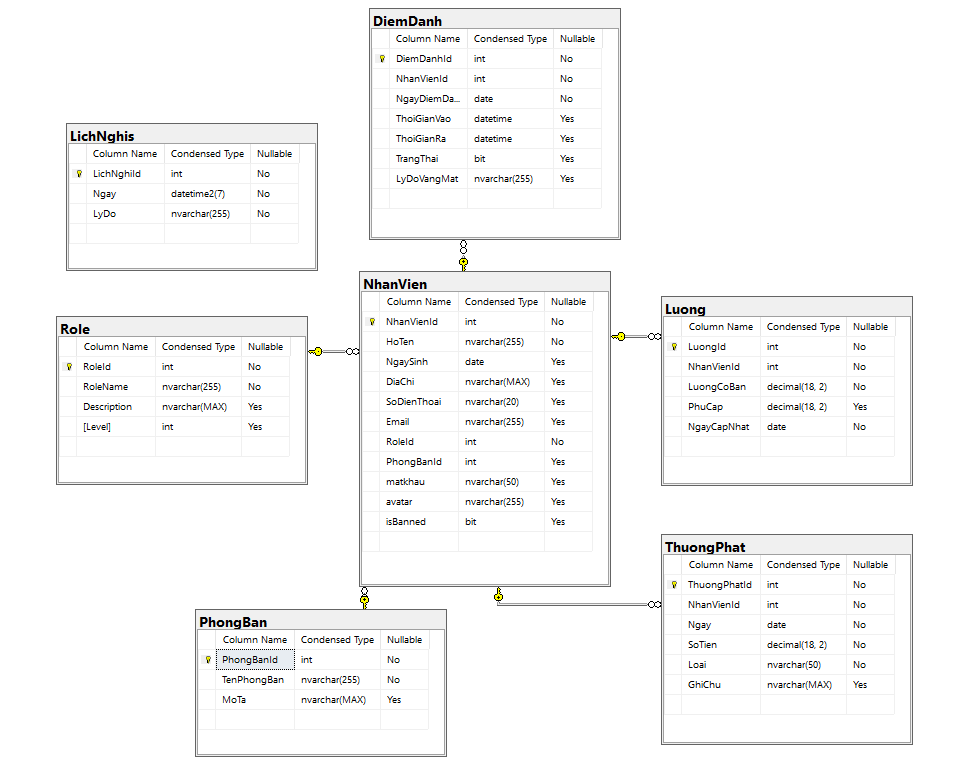 DiemDanh
Column Name Condensed Type Nullable
DiemDanhId int No
NhanVienId int No
NgayDiemDa... date No
ThoiGianVao datetime Yes
ThoiGianRa datetime Yes
TrangThai bit Yes
LyDoVangMat nvarchar(255) Yes
LichNghis
Column Name Condensed Type Nullable
LichNghiId int No
Ngay datetime2(7) No
LyDo nvarchar(255) No
NhanVien
Column Name Condensed Type Nullable
NhanVienId int No
HoTen nvarchar(255) No
NgaySinh date Yes
DiaChi nvarchar(MAX) Yes
SoDienThoai nvarchar(20) Yes
Email nvarchar(255) Yes
RoleId int No
PhongBanId int Yes
matkhau nvarchar(50) Yes
avatar nvarchar(255) Yes
isBanned bit Yes
Role
Column Name Condensed Type Nullable
RoleId int No
RoleName nvarchar(255) No
Description nvarchar(MAX) Yes
[Level] int Yes
Luong
Column Name Condensed Type Nullable
LuongId int No
NhanVienId int No
LuongCoBan decimal(18, 2) No
PhuCap decimal(18, 2) Yes
NgayCapNhat date No
ThuongPhat
Column Name Condensed Type Nullable
ThuongPhatId int No
NhanVienId int No
Ngay date No
SoTien decimal(18, 2) No
Loai nvarchar(50) No
GhiChu nvarchar(MAX) Yes
PhongBan
Column Name Condensed Type Nullable
PhongBanId int No
TenPhongBan nvarchar(255) No
MoTa nvarchar(MAX) Yes